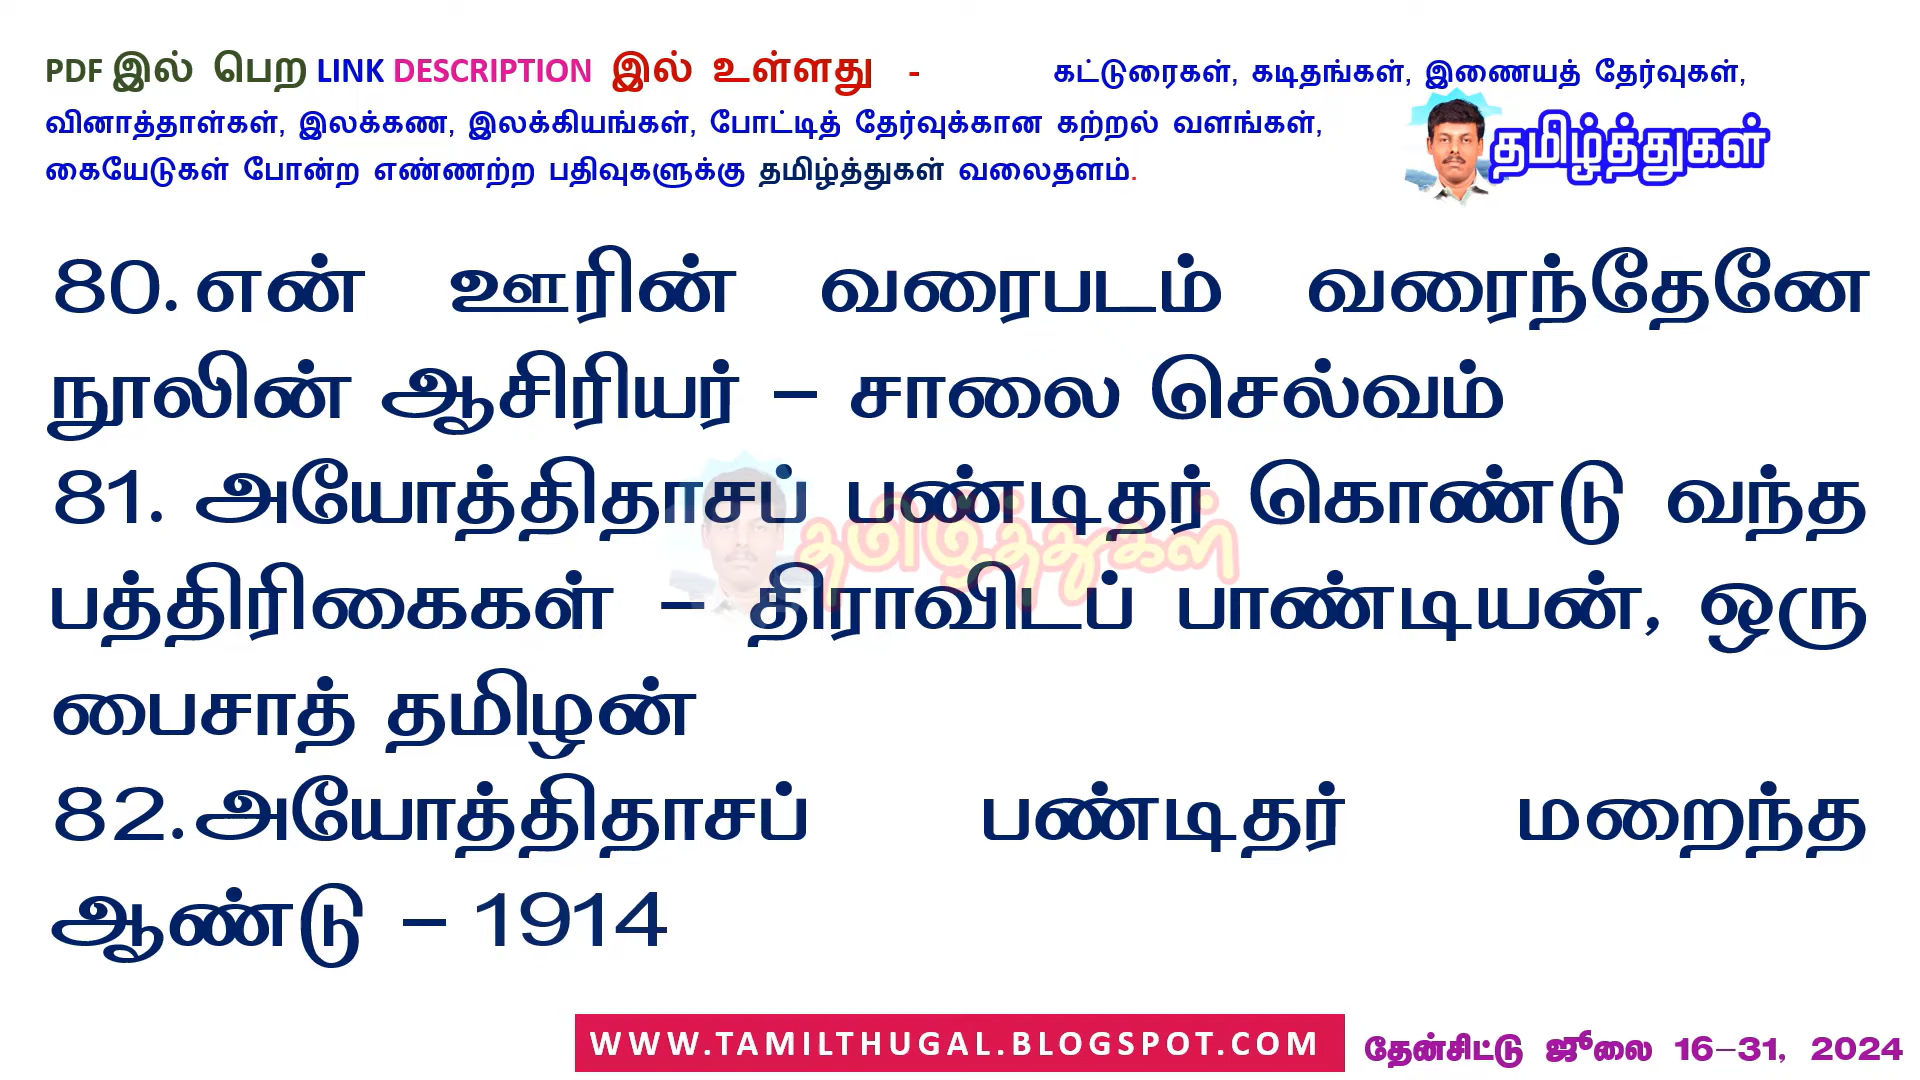 PDF இல் பெற LINK DESCRIPTION இல் உள்ளது - கட்டுரைகள், கடிதங்கள், இணையத் தேர்வுகள்,
வினாத்தாள்கள், இலக்கண, இலக்கியங்கள், போட்டித் தேர்வுக்கான கற்றல் வளங்கள்,
கையேடுகள் போன்ற எண்ணற்ற பதிவுகளுக்கு தமிழ்த்துகள் வலைதளம்.
தமிழ்த்துகள்
80. என் ஊரின் வரைபடம் வரைந்தேனே
நூலின் ஆசிரியர் – சாலை செல்வம்
81. அயோத்திதாசப் பண்டிதர் கொண்டு வந்த
தமிழ்த்துகள்
பத்திரிகைகள் – திராவிடப் பாண்டியன், ஒரு
பைசாத் தமிழன்
82. அயோத்திதாசப் பண்டிதர் மறைந்த
ஆண்டு – 1914
WWW.TAMILTHUGAL.BLOGSPOT.COM
தேன்சிட்டு ஜூலை 16–31, 2024